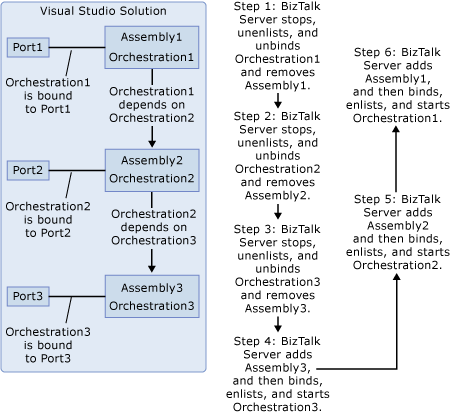 Visual Studio Solution
Port1
Assembly1
Orchestration1
Orchestration1
is bound
to Port1
Orchestration1
depends on
Orchestration2
Port2
Assembly2
Orchestration2
Orchestration2
is bound
to Port2
Orchestration2
depends on
Orchestration3
Port3
Assembly3
Orchestration3
Orchestration3
is bound
to Port3
Step 1: BizTalk
Server stops,
unenlists, and
unbinds
Orchestration1
and removes
Assembly1.
Step 2: BizTalk
Server stops,
unenlists, and
unbinds
Orchestration2
and removes
Assembly2.
Step 3: BizTalk
Server stops,
unenlists, and
unbinds
Orchestration3
and removes
Assembly3.
Step 4: BizTalk
Server adds
Assembly3,
and then binds,
enlists, and starts
Orchestration3.
Step 5: BizTalk
Server adds
Assembly2
and then binds,
enlists, and starts
Orchestration2.
Step 6: BizTalk
Server adds
Assembly1,
and then binds,
enlists, and starts
Orchestration1.